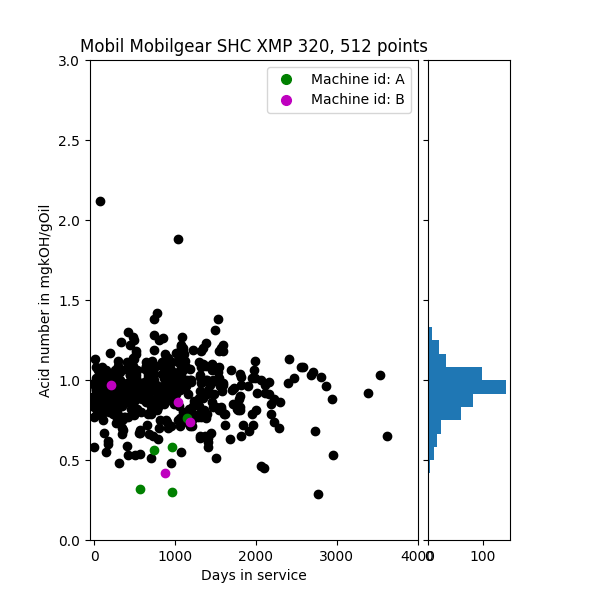 Mobil Mobilgear SHC XMP 320, 512 points
Machine id: A
Machine id: B
Acid number in mgkOH/gOil
3.0
2.5
2.0
1.5
1.0
0.5
0.0
0 1000 2000 3000 4000
0 100
Days in service